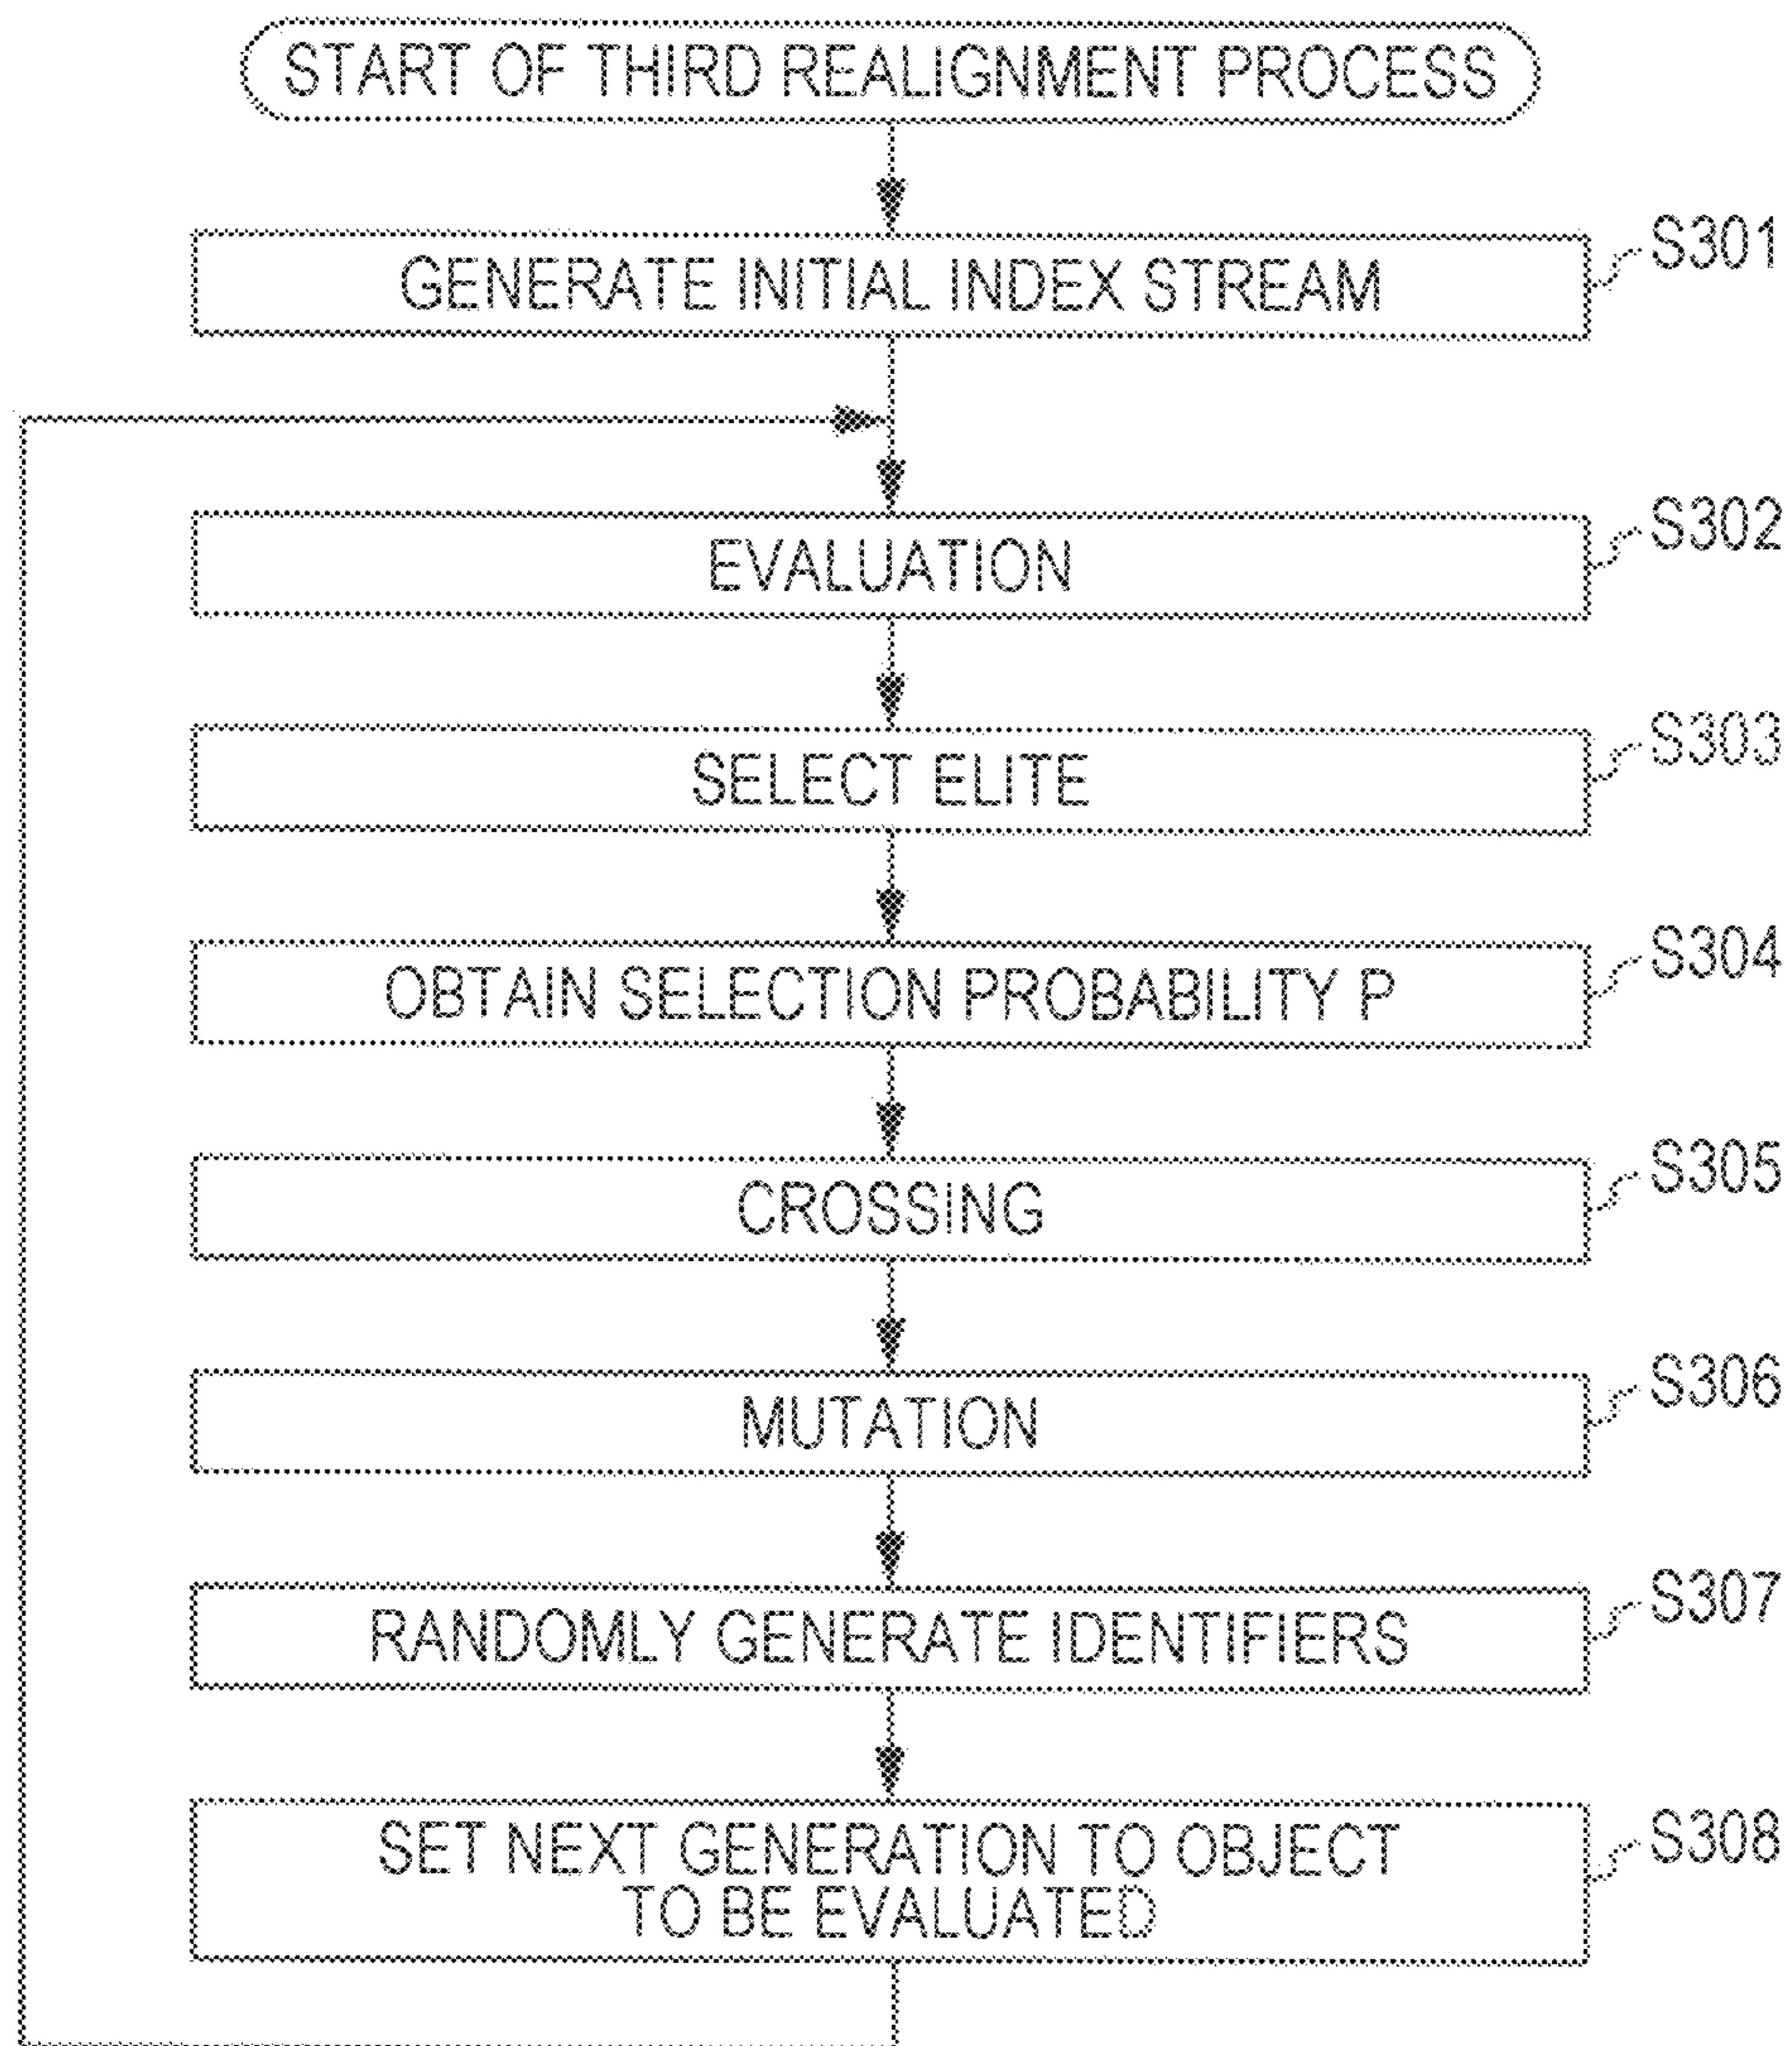 START OF THIRD REALIGNMENT PROCESS
GENERATE INITIAL INDEX STREAM
S301
EVALUATION
S302
SELECT ELITE
S303
OBTAIN SELECTION PROBABILITY P
S304
CROSSING
S305
MUTATION
S306
RANDOMLY GENERATE IDENTIFIERS
S307
SET NEXT GENERATION TO OBJECT
TO BE EVALUATED
S308